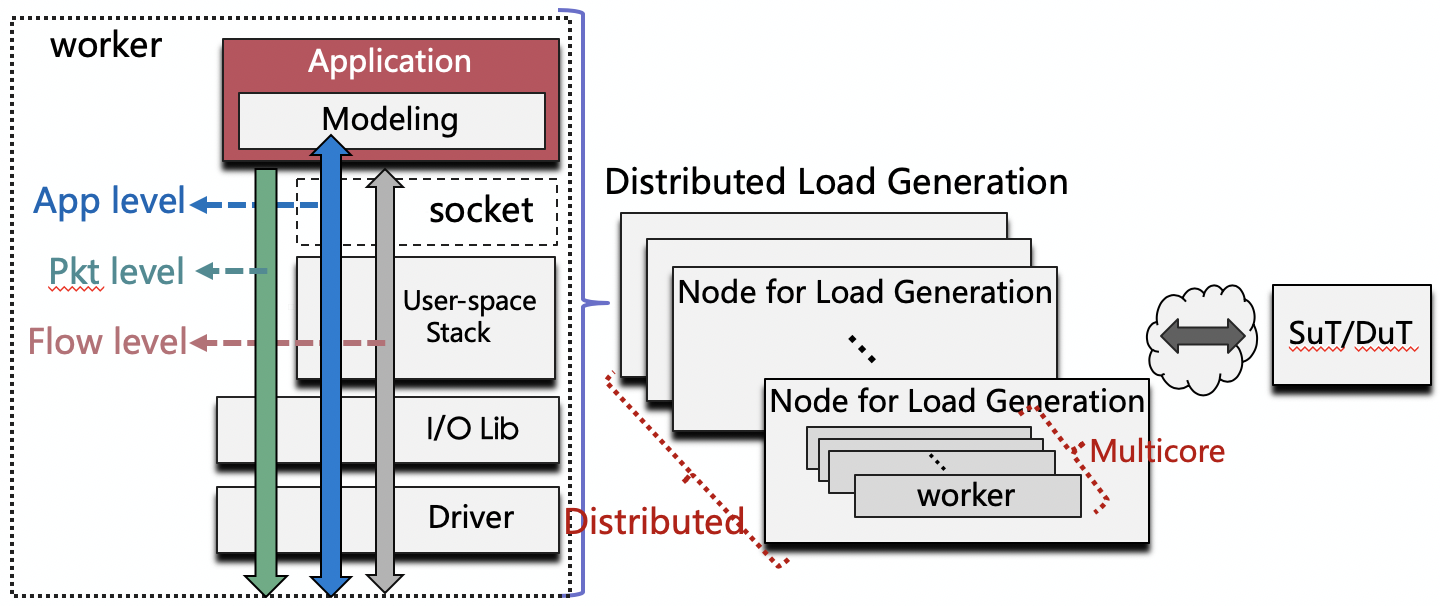 worker
Application
Modeling
App level
socket
Pkt level
User-space
Stack
Flow level
I/O Lib
Driver
Distributed Load Generation
Node for Load Generation
Node for Load Generation
Multicore
worker
Distributed
SuT/DuT